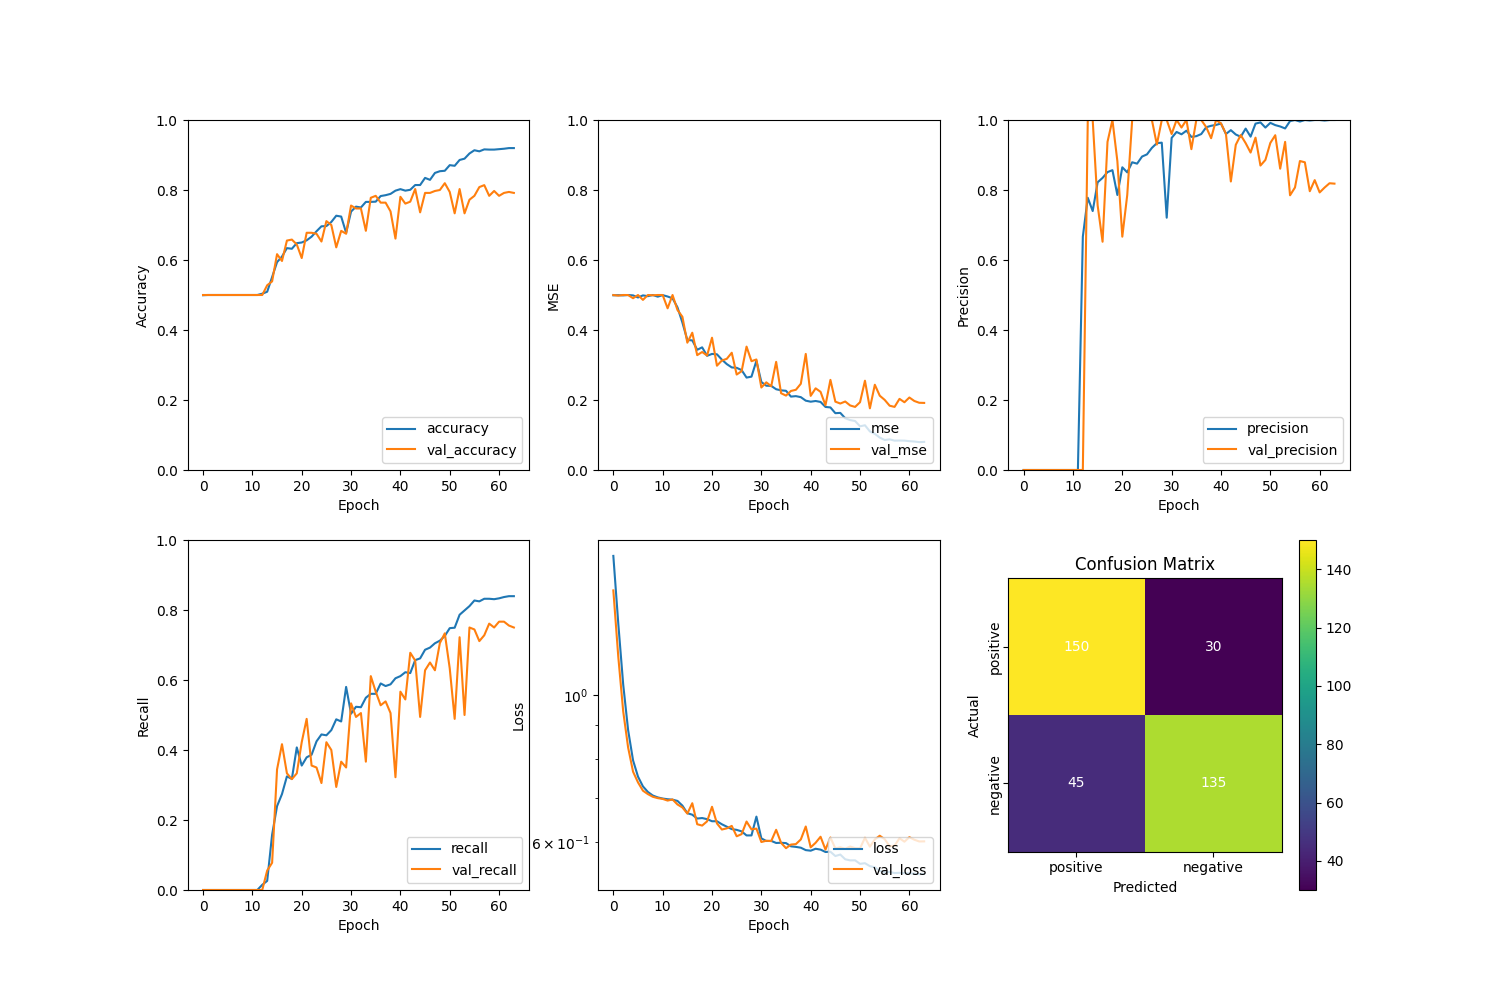 1.0
0.8
0.6
0.4
0.2
0.0
Accuracy
accuracy
val_accuracy
0 10 20 30 40 50 60
Epoch
1.0
0.8
0.6
0.4
0.2
0.0
MSE
mse
val_mse
0 10 20 30 40 50 60
Epoch
1.0
0.8
0.6
0.4
0.2
0.0
Precision
precision
val_precision
0 10 20 30 40 50 60
Epoch
1.0
0.8
0.6
0.4
0.2
0.0
Recall
recall
val_recall
0 10 20 30 40 50 60
Epoch
10⁰
6 × 10⁻¹
Loss
loss
val_loss
0 10 20 30 40 50 60
Epoch
Confusion Matrix
Actual
positive
150 30
negative
45 135
positive negative
Predicted
140
120
100
80
60
40